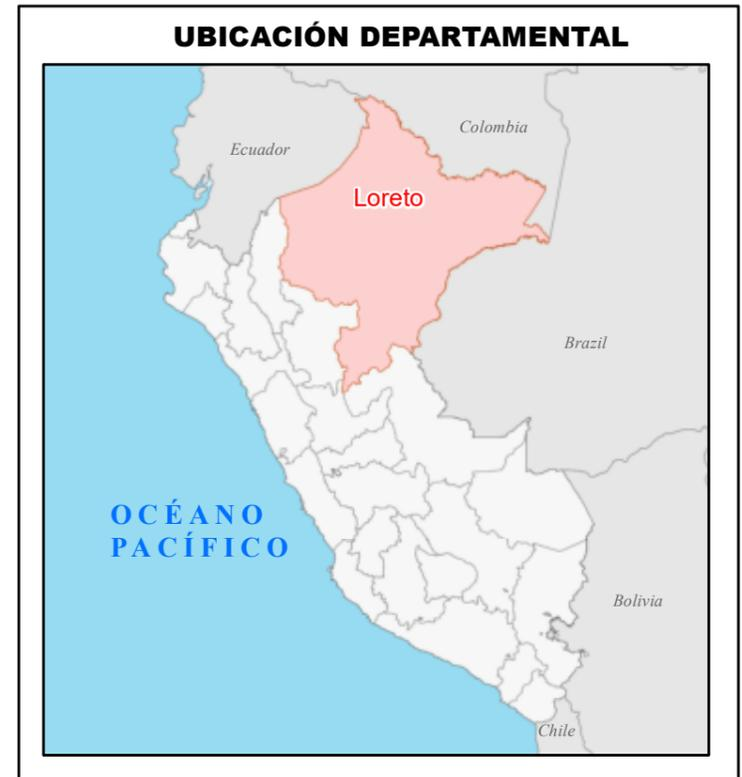 UBICACIÓN DEPARTAMENTAL
Colombia
Ecuador
Loreto
Brazil
OCÉANO
PACÍFICO
Bolivia
Chile